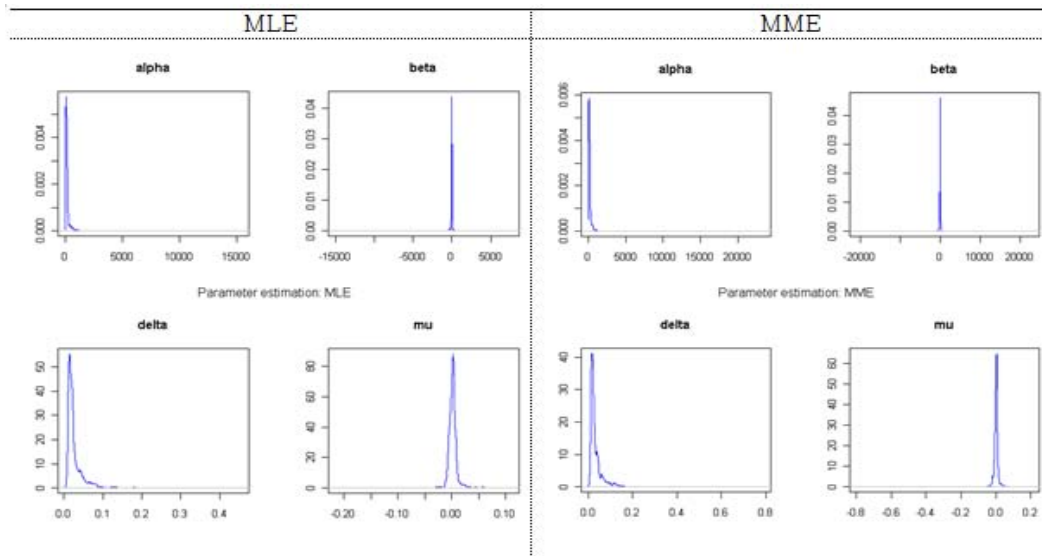 MLE MME
alpha beta alpha beta
0.000 0.002 0.004
0 5000 10000 15000
0.00 0.01 0.02 0.03 0.04
-15000 -5000 0 5000
0.000 0.002 0.004 0.006
0 5000 10000 15000 20000
0.00 0.01 0.02 0.03 0.04
-20000 0 10000 20000
Parameter estimation: MLE Parameter estimation: MME
delta mu delta mu
0 10 20 30 40 50
0.0 0.1 0.2 0.3 0.4
0 20 40 60 80
-0.20 -0.10 0.00 0.10
0 10 20 30 40
0.0 0.2 0.4 0.6 0.8
0 10 20 30 40 50 60
-0.8 -0.6 -0.4 -0.2 0.0 0.2